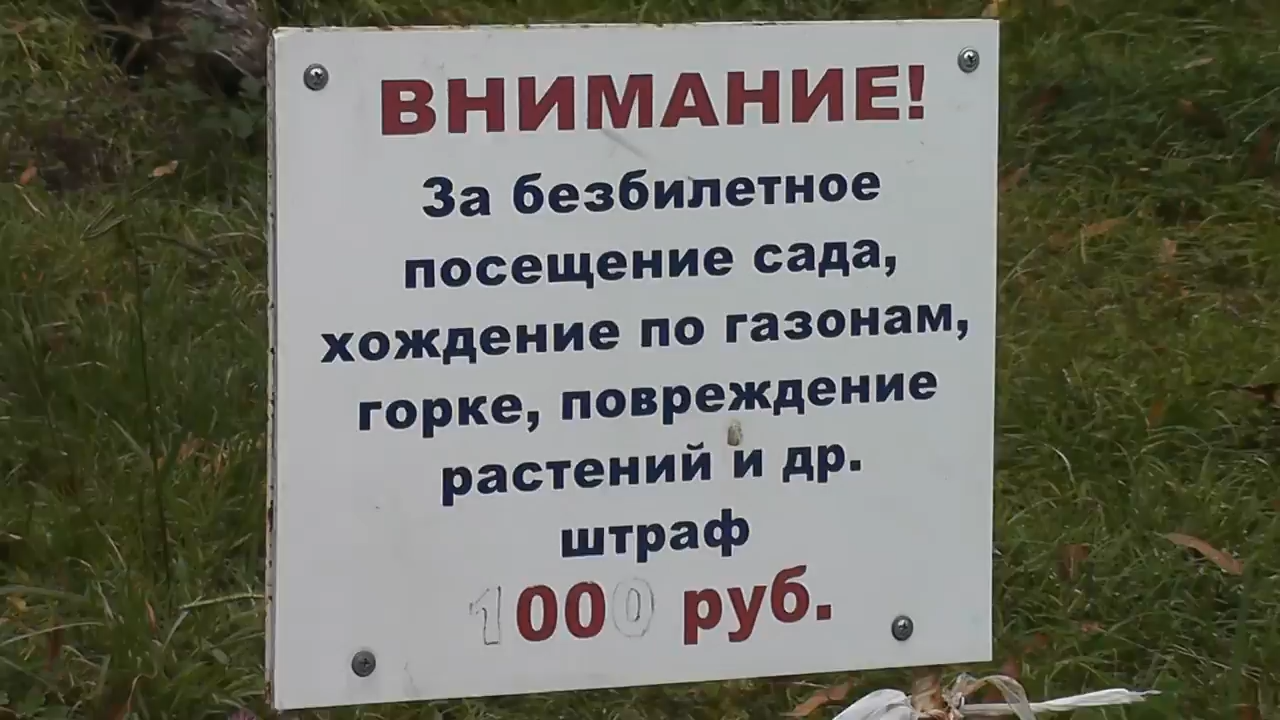 ВНИМАНИЕ!
За безбилетное
посещение сада,
хождение по газонам,
горке, повреждение
растений и др.
штраф
1000 руб.